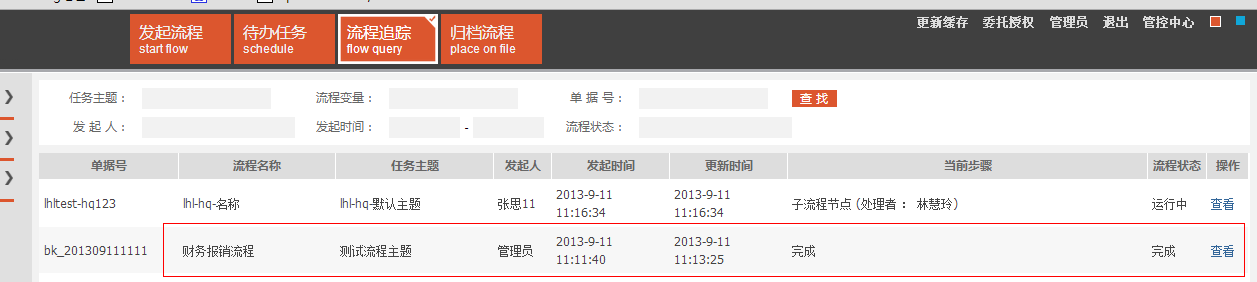 发起流程 待办任务 流程追踪 归档流程 更新缓存 委托授权 管理员 退出 管控中心
start flow schedule flow query place on file
任务主题： 流程变量： 单 据 号： 查 找
发 起 人： 发起时间： - 流程状态：
单据号 流程名称 任务主题 发起人 发起时间 更新时间 当前步骤 流程状态 操作
lhltest-hq123 lhl-hq-名称 lhl-hq-默认主题 张思11 2013-9-11 11:16:34 2013-9-11 11:16:34 子流程节点(处理者： 林慧玲) 运行中 查看
bk_201309111111 财务报销流程 测试流程主题 管理员 2013-9-11 11:11:40 2013-9-11 11:13:25 完成 完成 查看